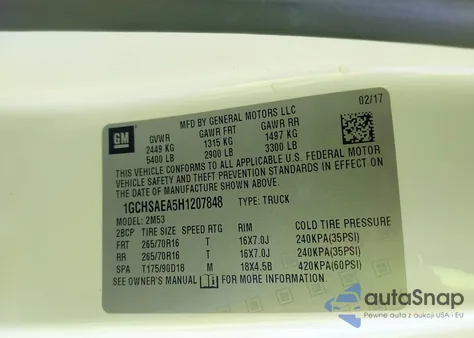 02/17
MFD BY GENERAL MOTORS LLC
GM
GVWR GAWR FRT GAWR RR
2449 KG 1315 KG 1497 KG
5400 LB 2900 LB 3300 LB
THIS VEHICLE CONFORMS TO ALL APPLICABLE U.S. FEDERAL MOTOR
VEHICLE SAFETY AND THEFT PREVENTION STANDARDS IN EFFECT ON
THE DATE OF MANUFACTURE SHOWN ABOVE.
1GCHSAEA5H1207848 TYPE: TRUCK
MODEL: 2M53
2BCP TIRE SIZE SPEED RTG RIM COLD TIRE PRESSURE
FRT 265/70R16 T 16X7.0J 240KPA(35PSI)
RR 265/70R16 T 16X7.0J 240KPA(35PSI)
SPA T175/90D18 M 18X4.5B 420KPA(60PSI)
SEE OWNER'S MANUAL FOR MORE INFORMATION.
autoSnap
Pewne auta z aukcji USA i EU